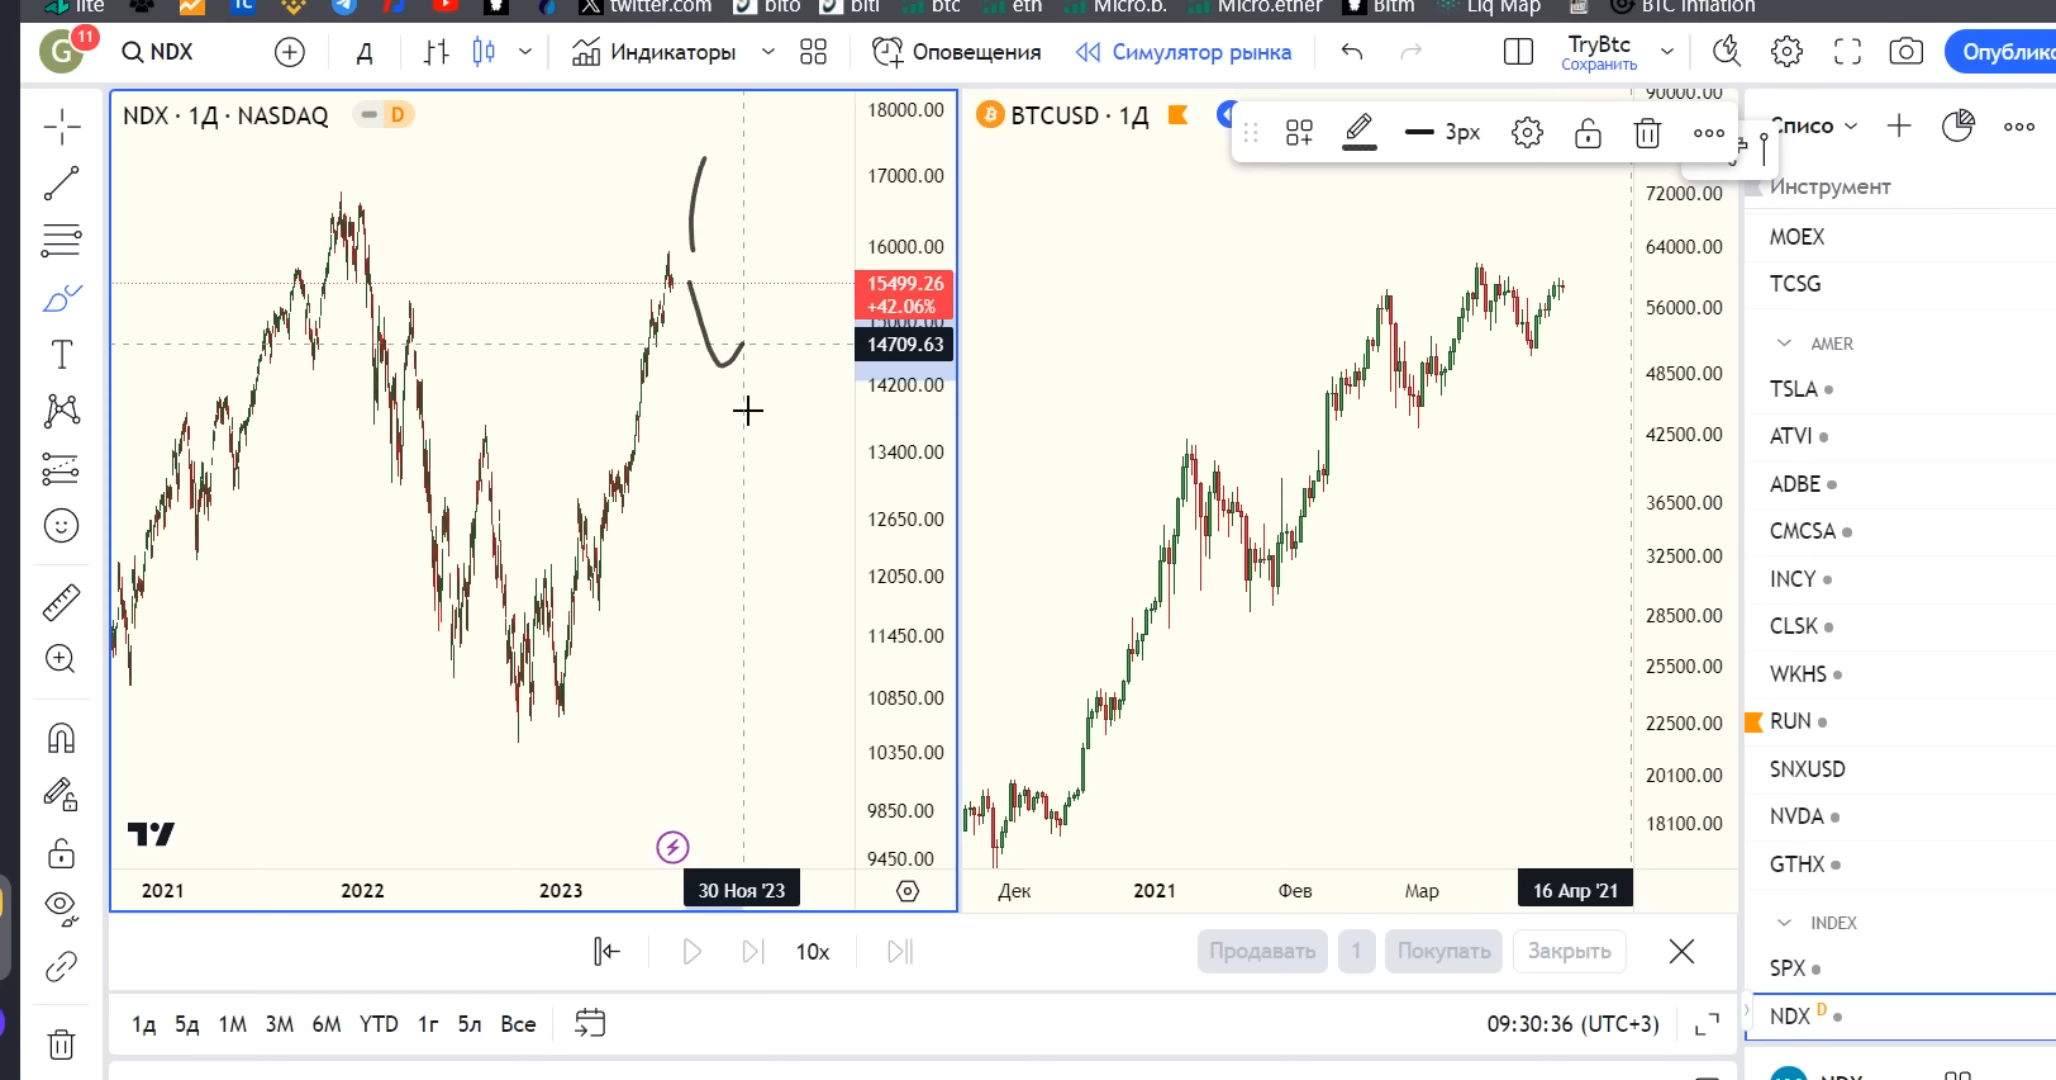 lite
TC
twitter.com
bito
biti
btc
eth
Micro.b.
Micro.ether
Bitm
Liq Map
BTC Inflation
G
11
NDX
Д
Индикаторы
Оповещения
Симулятор рынка
TryBtc
Сохранить
Опублико
NDX · 1Д · NASDAQ
D
18000.00
17000.00
16000.00
15499.26
+42.06%
15000.00
14709.63
14200.00
13400.00
12650.00
12050.00
11450.00
10850.00
10350.00
9850.00
9450.00
2021
2022
2023
30 Ноя '23
BTCUSD · 1Д
3px
90000.00
72000.00
64000.00
56000.00
48500.00
42500.00
36500.00
32500.00
28500.00
25500.00
22500.00
20100.00
18100.00
Дек
2021
Фев
Мар
16 Апр '21
Списо
Инструмент
MOEX
TCSG
AMER
TSLA
ATVI
ADBE
CMCSA
INCY
CLSK
WKHS
RUN
SNXUSD
NVDA
GTHX
INDEX
SPX
NDX D
10x
Продавать
1
Покупать
Закрыть
1д 5д 1М 3М 6М YTD 1г 5л Все
09:30:36 (UTC+3)